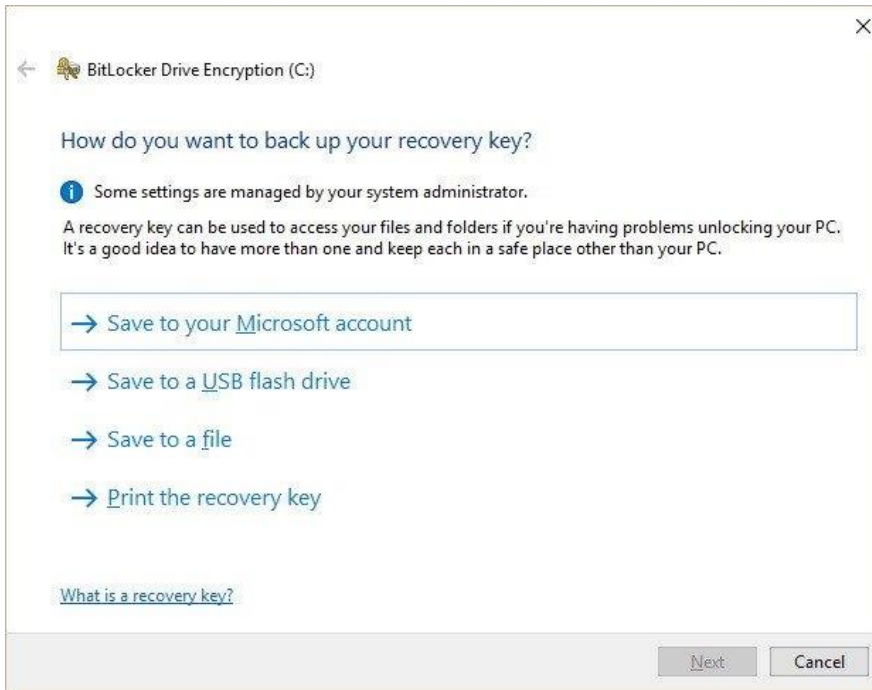 BitLocker Drive Encryption (C:)
How do you want to back up your recovery key?
Some settings are managed by your system administrator.
A recovery key can be used to access your files and folders if you're having problems unlocking your PC.
It's a good idea to have more than one and keep each in a safe place other than your PC.
Save to your Microsoft account
Save to a USB flash drive
Save to a file
Print the recovery key
What is a recovery key?
Next Cancel